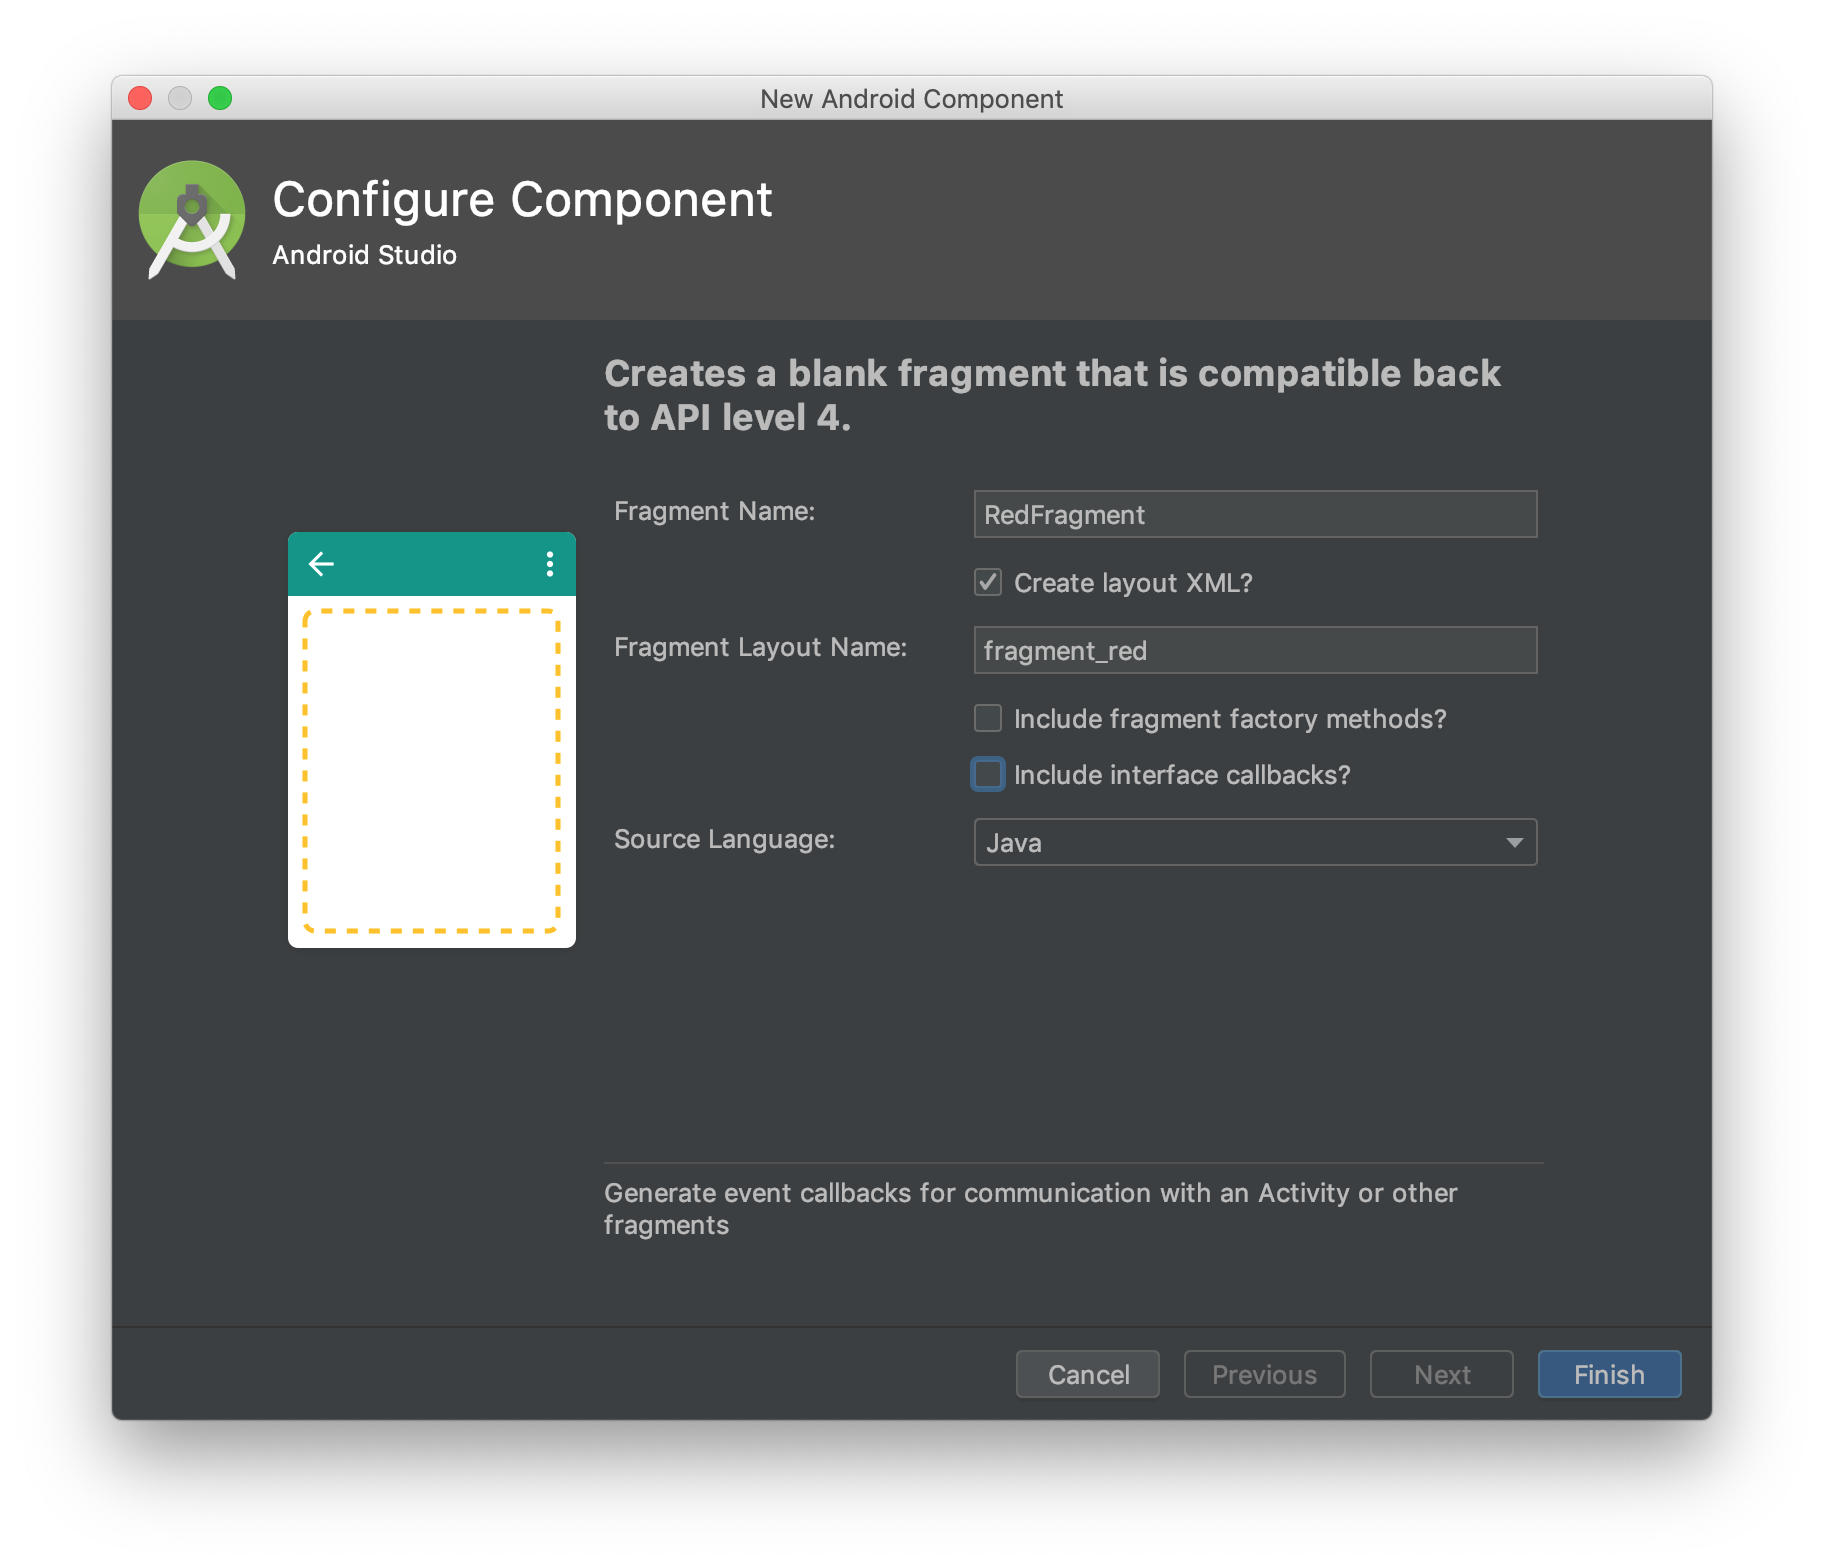 New Android Component
Configure Component
Android Studio
Creates a blank fragment that is compatible back
to API level 4.
Fragment Name:
RedFragment
Create layout XML?
Fragment Layout Name:
fragment_red
Include fragment factory methods?
Include interface callbacks?
Source Language:
Java
Generate event callbacks for communication with an Activity or other
fragments
Cancel
Previous
Next
Finish